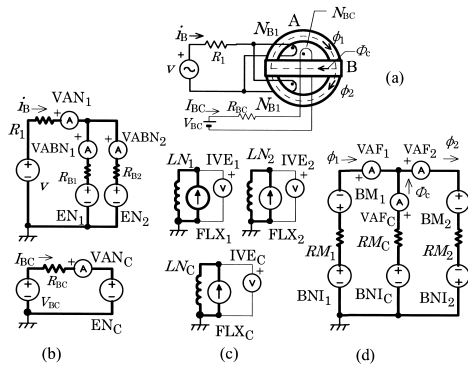 i̇B
R1
v
NB1
NB1
A
NBC
ϕ1
Φc
B
ϕ2
(a)
IBC
RBC
VBC
i̇B
VAN1
R1
VABN1
VABN2
RB1
RB2
v
EN1
EN2
IBC
VANC
RBC
VBC
ENC
(b)
LN1
IVE1
V
FLX1
LN2
IVE2
V
FLX2
LNC
IVEC
V
FLXC
(c)
ϕ1
VAF1
VAF2
ϕ2
BM1
Φc
VAFC
BM2
RM1
RMC
RM2
BNI1
BNIC
BNI2
(d)